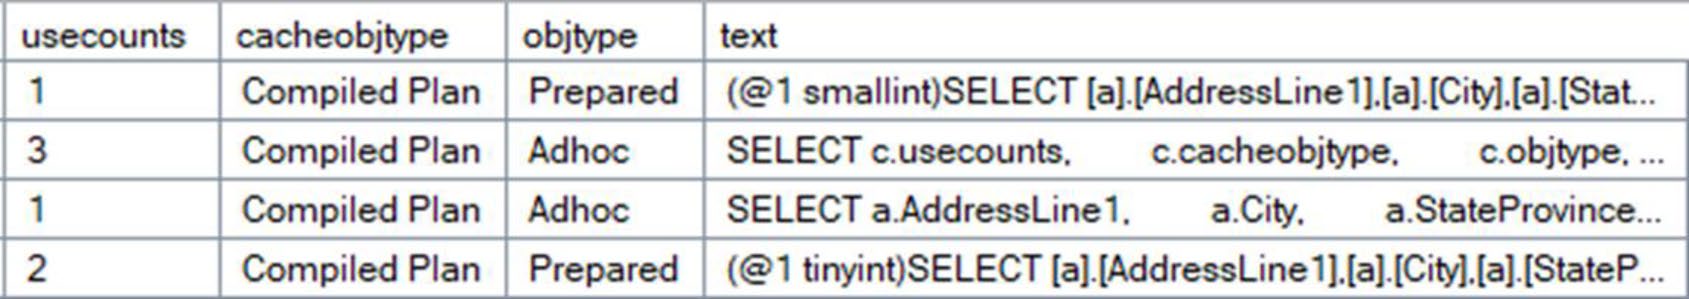 usecounts cacheobjtype objtype text
1 Compiled Plan Prepared (@1 smallint)SELECT [a].[AddressLine1],[a].[City],[a].[Stat...
3 Compiled Plan Adhoc SELECT c.usecounts, c.cacheobjtype, c.objtype, ...
1 Compiled Plan Adhoc SELECT a.AddressLine1, a.City, a.StateProvince...
2 Compiled Plan Prepared (@1 tinyint)SELECT [a].[AddressLine1],[a].[City],[a].[StateP...